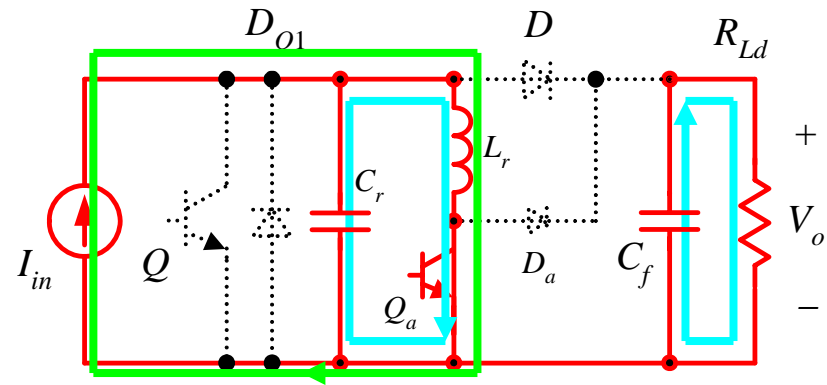 D_{O1}
D
R_{Ld}
+
L_r
C_r
I_{in}
Q
Q_a
D_a
C_f
V_o
−